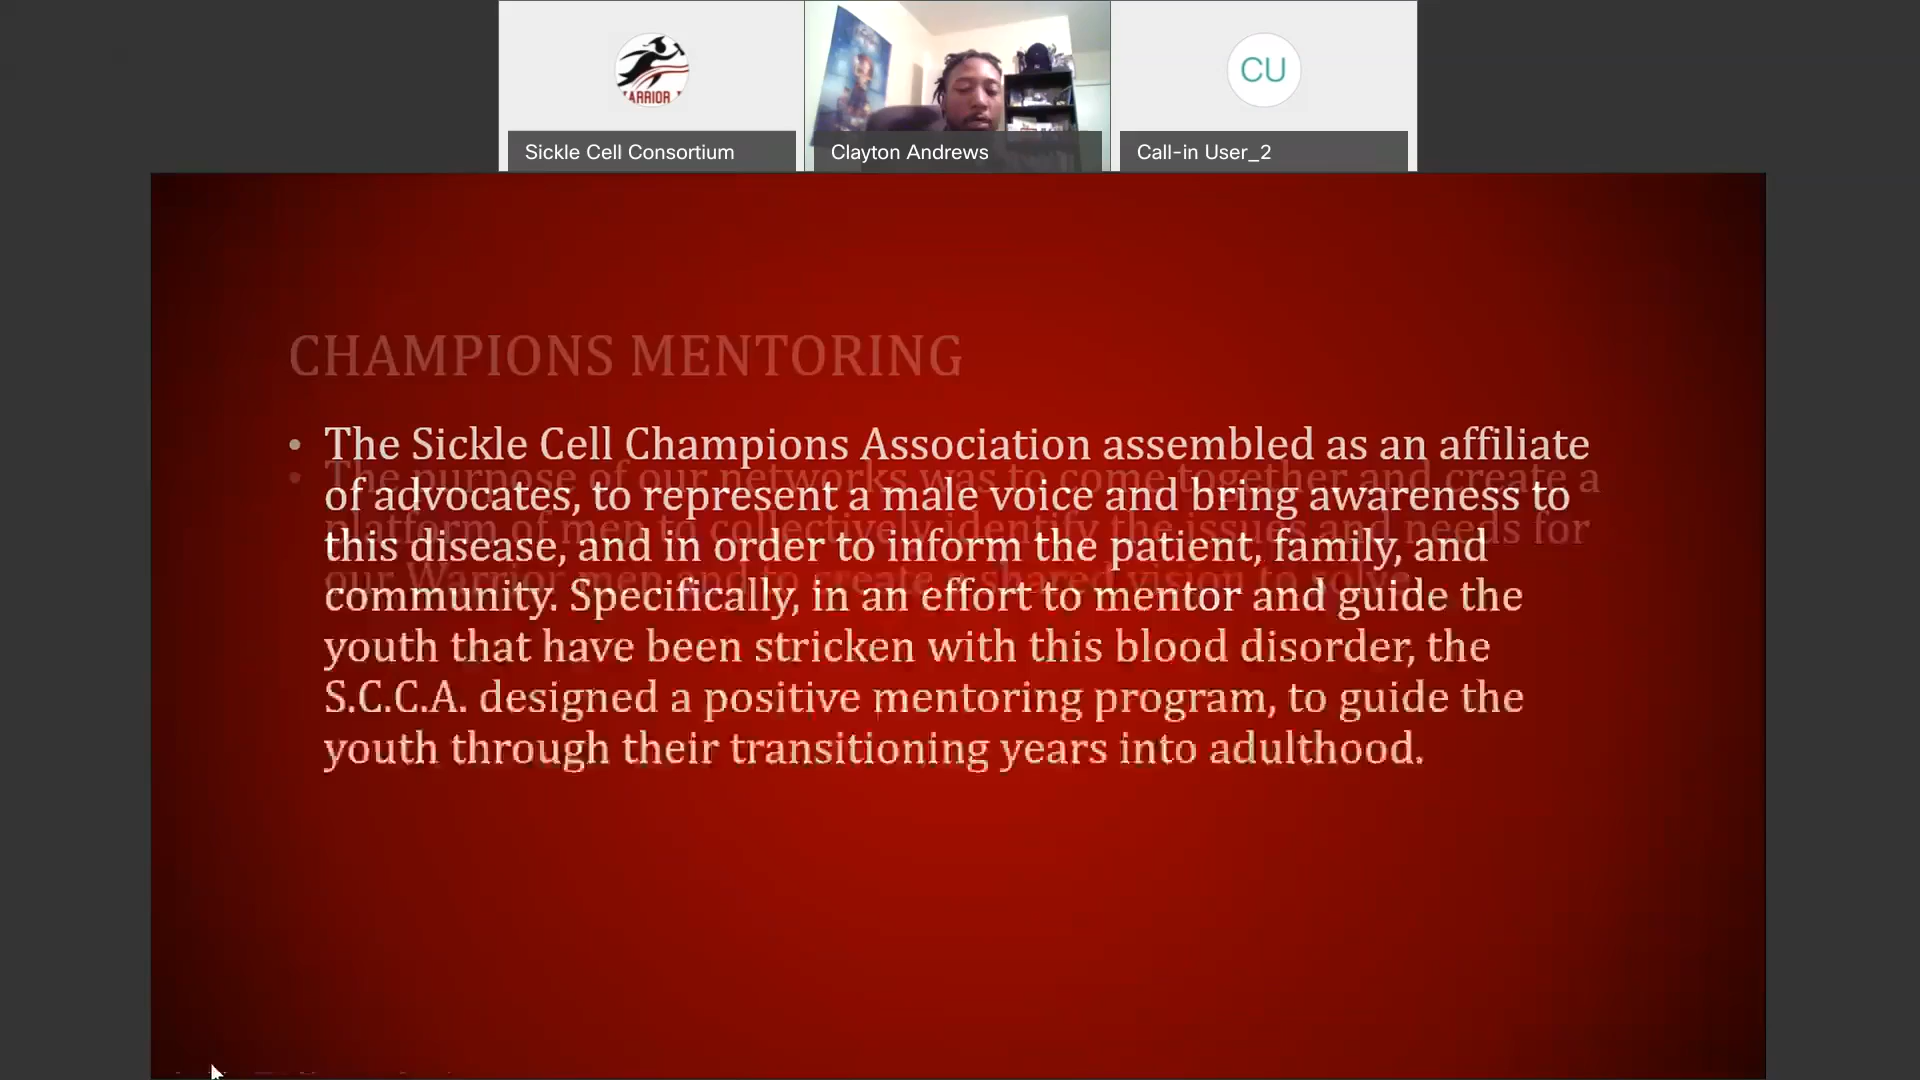 ARRIOR
CU
Sickle Cell Consortium
Clayton Andrews
Call-in User_2
CHAMPIONS MENTORING
• The Sickle Cell Champions Association assembled as an affiliate
• The purpose of our networks was to come together and create a
of advocates, to represent a male voice and bring awareness to
platform of men to collectively identify the issues and needs for
this disease, and in order to inform the patient, family, and
our Warrior men and to create a shared vision to solve
community. Specifically, in an effort to mentor and guide the
youth that have been stricken with this blood disorder, the
S.C.C.A. designed a positive mentoring program, to guide the
youth through their transitioning years into adulthood.